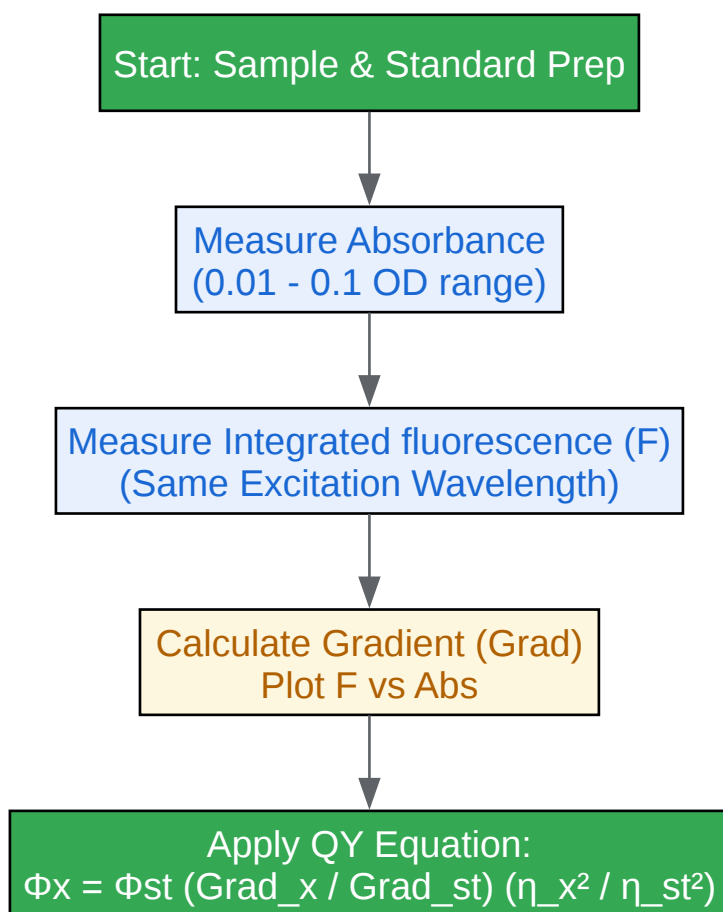 Start: Sample & Standard Prep
Measure Absorbance
(0.01 - 0.1 OD range)
Measure Integrated fluorescence (F)
(Same Excitation Wavelength)
Calculate Gradient (Grad)
Plot F vs Abs
Apply QY Equation:
Φx = Φst (Grad_x / Grad_st) (η_x² / η_st²)